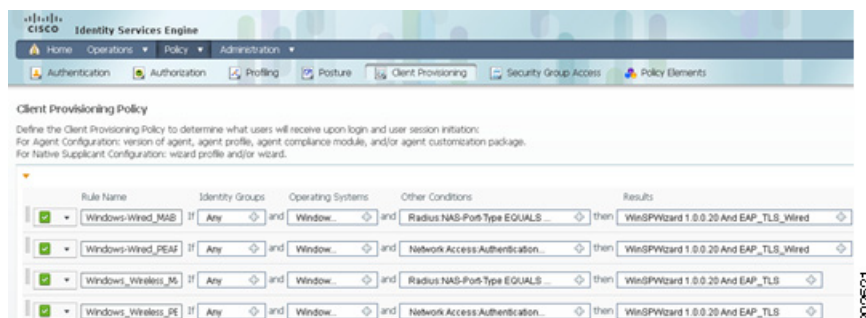 CISCO Identity Services Engine
Home Operations Policy Administration
Authentication Authorization Profiling Posture Client Provisioning Security Group Access Policy Elements
Client Provisioning Policy
Define the Client Provisioning Policy to determine what users will receive upon login and user session initiation:
For Agent Configuration: version of agent, agent profile, agent compliance module, and/or agent customization package.
For Native Supplicant Configuration: wizard profile and/or wizard.
Rule Name Identity Groups Operating Systems Other Conditions Results
Windows-Wired_MAB If Any and Window... and Radius:NAS-Port-Type EQUALS ... then WinSPWizard 1.0.0.20 And EAP_TLS_Wired
Windows-Wired_PEAP If Any and Window... and Network Access:Authentication... then WinSPWizard 1.0.0.20 And EAP_TLS_Wired
Windows_Wireless_M If Any and Window... and Radius:NAS-Port-Type EQUALS ... then WinSPWizard 1.0.0.20 And EAP_TLS
Windows_Wireless_PE If Any and Window... and Network Access:Authentication... then WinSPWizard 1.0.0.20 And EAP_TLS